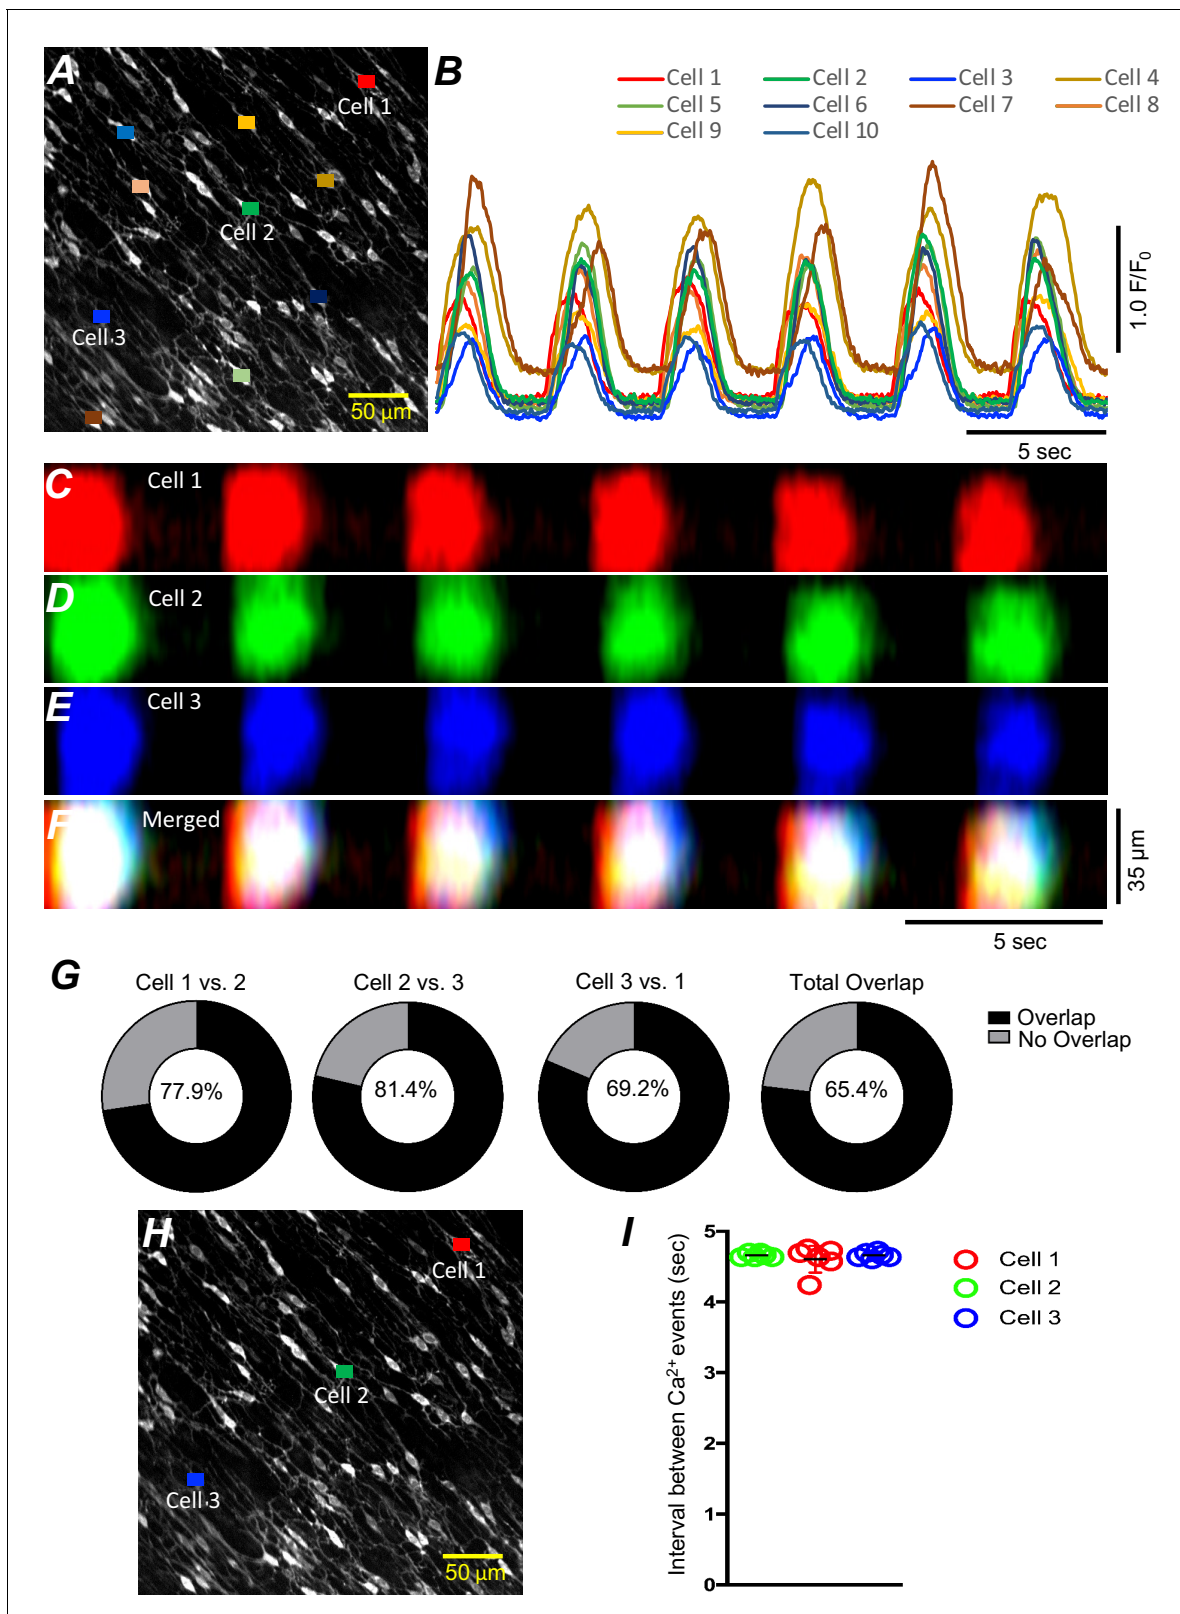 A
Cell 1
Cell 2
Cell 3
50 µm
B
Cell 1 Cell 2 Cell 3 Cell 4
Cell 5 Cell 6 Cell 7 Cell 8
Cell 9 Cell 10
1.0 F/F0
5 sec
C Cell 1
D Cell 2
E Cell 3
F Merged
35 µm
5 sec
G
Cell 1 vs. 2 Cell 2 vs. 3 Cell 3 vs. 1 Total Overlap
Overlap
No Overlap
77.9% 81.4% 69.2% 65.4%
H
Cell 1
Cell 2
Cell 3
50 µm
I
Interval between Ca²⁺ events (sec)
5
4
3
2
1
0
Cell 1
Cell 2
Cell 3